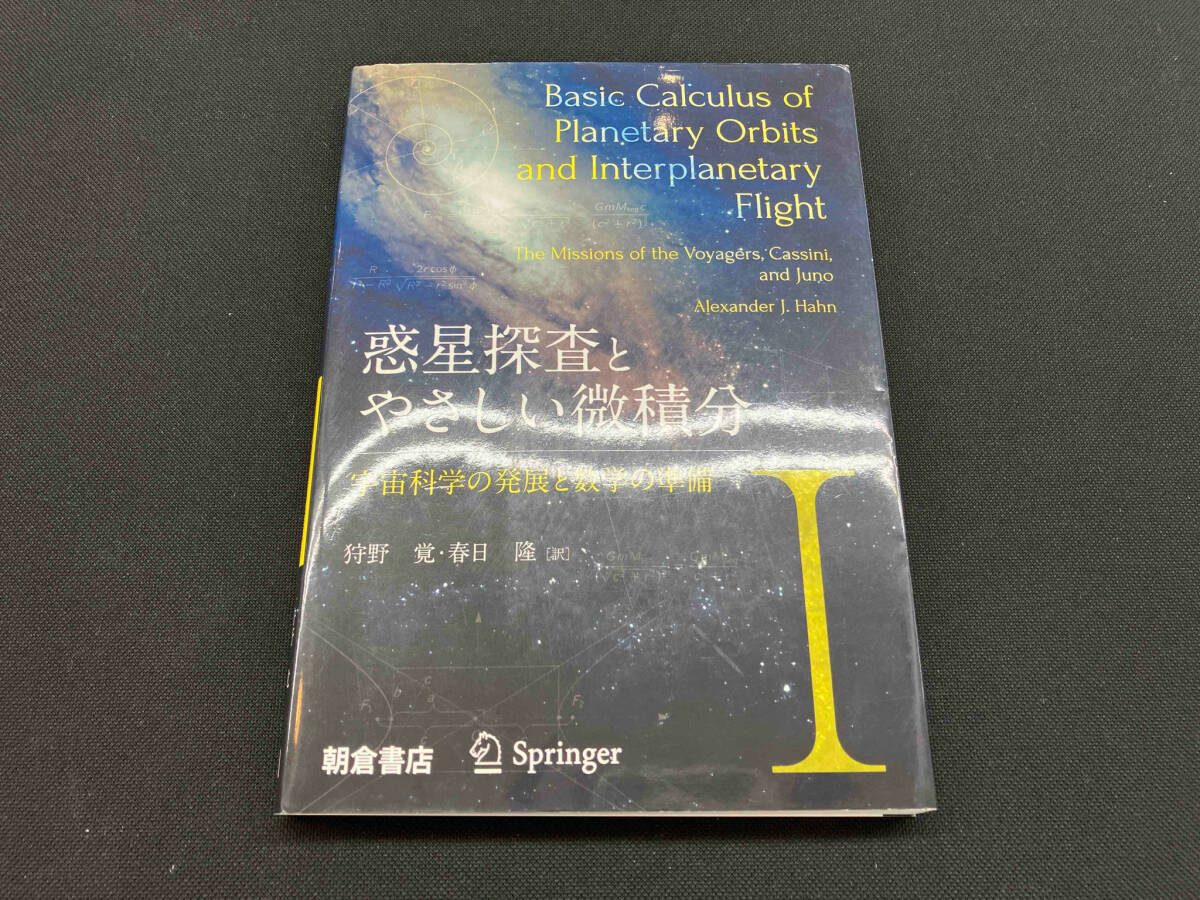 Basic Calculus of
Planetary Orbits
and Interplanetary
Flight
The Missions of the Voyagers, Cassini,
and Juno
Alexander J. Hahn
惑星探査と
やさしい微積分
宇宙科学の発展と数学の準備
狩野 覚・春日 隆 [訳]
I
朝倉書店
Springer